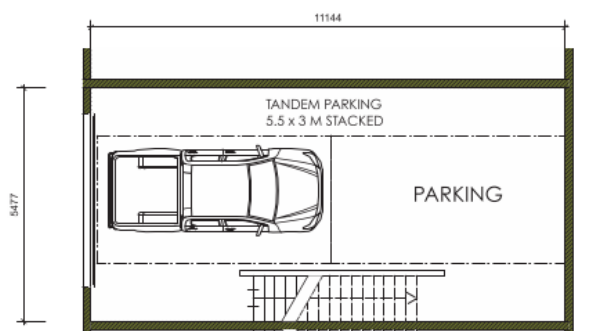 11144
TANDEM PARKING
5.5 x 3 M STACKED
PARKING
5477